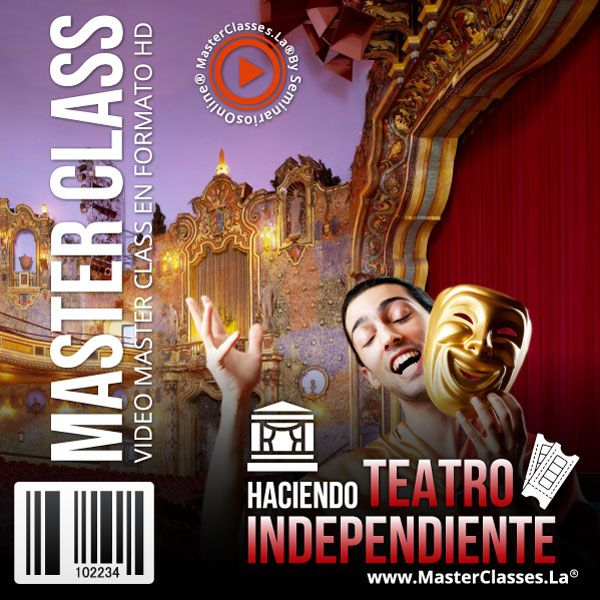 MASTER CLASS
VIDEO MASTER CLASS EN FORMATO HD
MasterClasses.La® By SeminariosOnline®
HACIENDO TEATRO
INDEPENDIENTE
www.MasterClasses.La®
102234